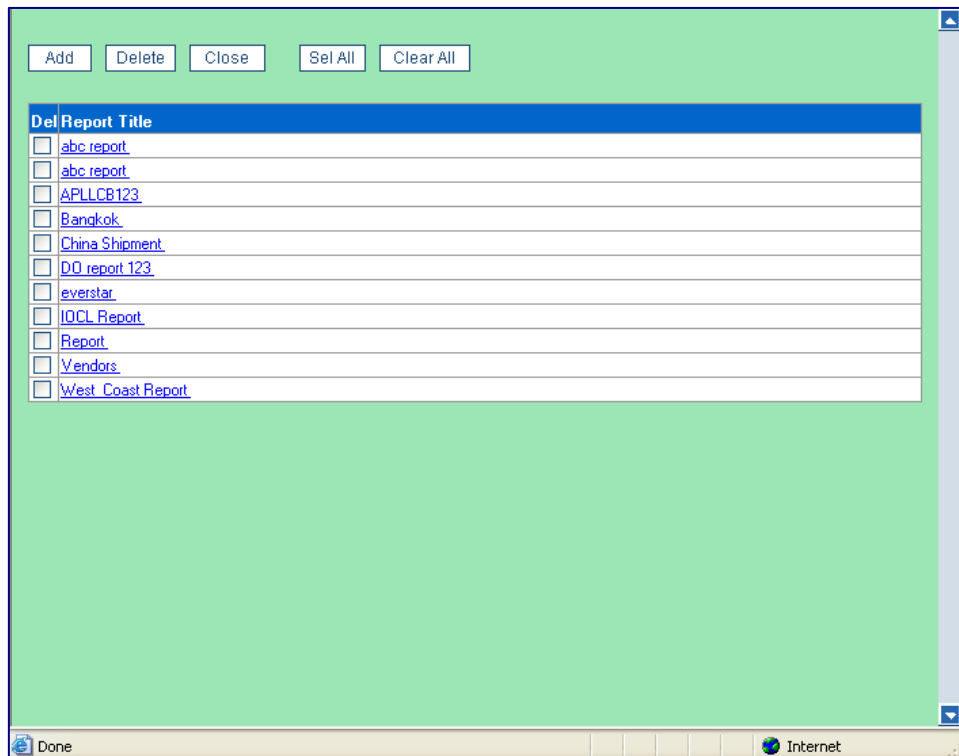 Add Delete Close Sel All Clear All
Del Report Title
abc report
abc report
APLLCB123
Bangkok
China Shipment
DO report 123
everstar
IOCL Report
Report
Vendors
West Coast Report
Done Internet